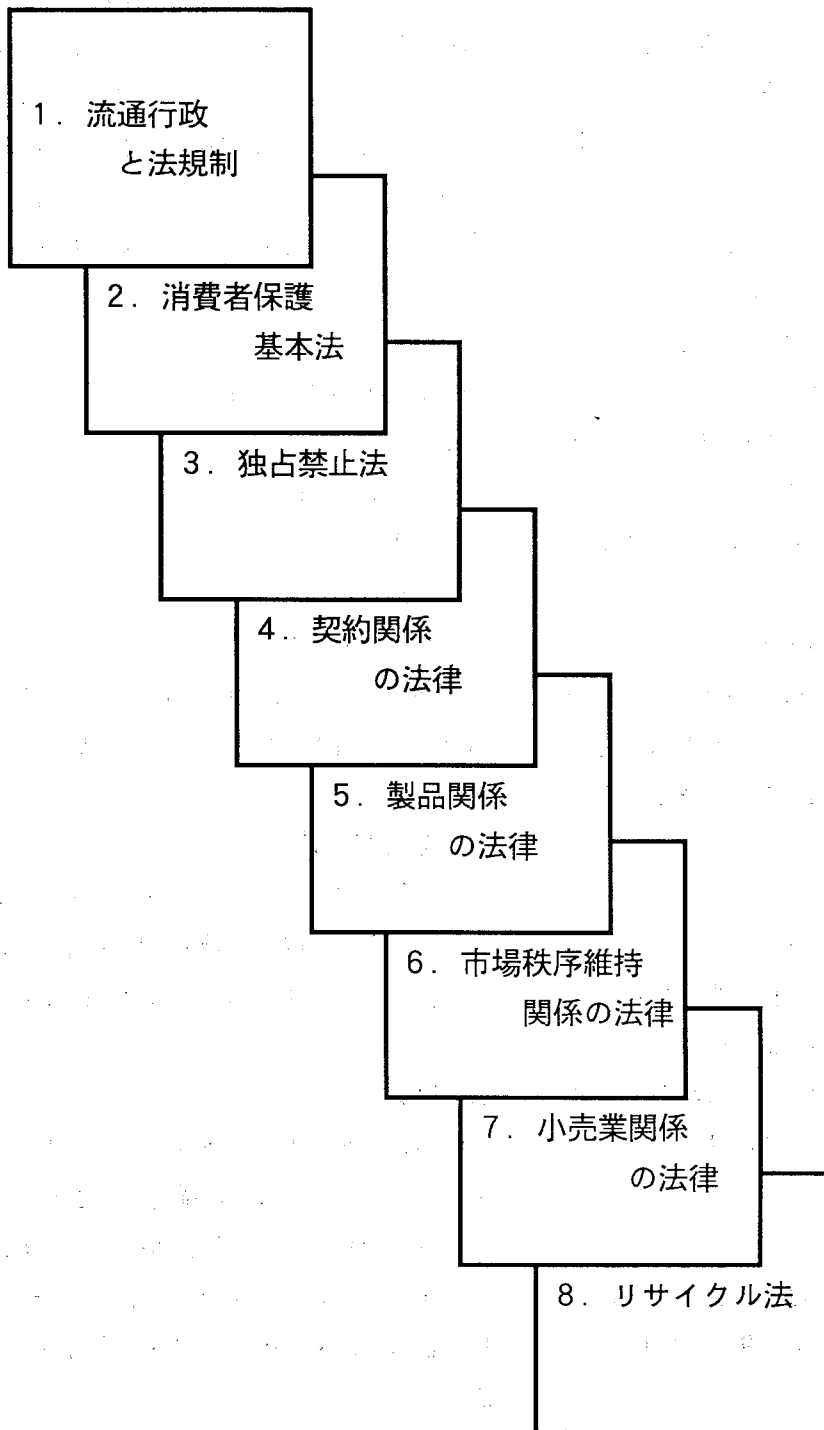 1. 流通行政
と法規制
2. 消費者保護
基本法
3. 独占禁止法
4. 契約関係
の法律
5. 製品関係
の法律
6. 市場秩序維持
関係の法律
7. 小売業関係
の法律
8. リサイクル法